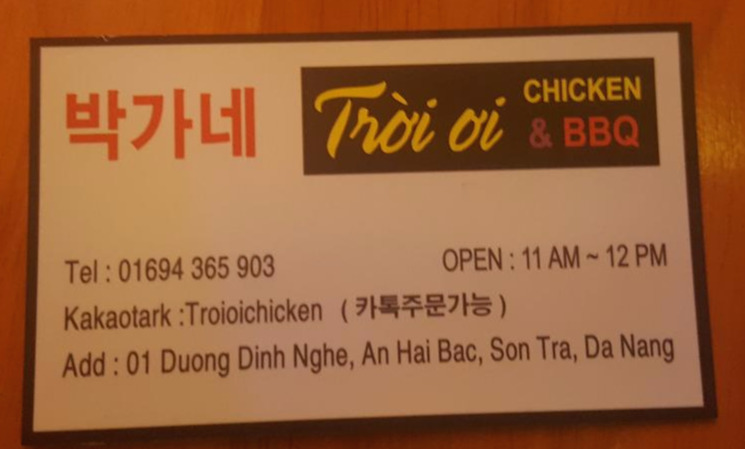 박가네 Trời ơi CHICKEN
& BBQ
Tel : 01694 365 903 OPEN : 11 AM ~ 12 PM
Kakaotark :Troioichicken ( 카톡주문가능 )
Add : 01 Duong Dinh Nghe, An Hai Bac, Son Tra, Da Nang